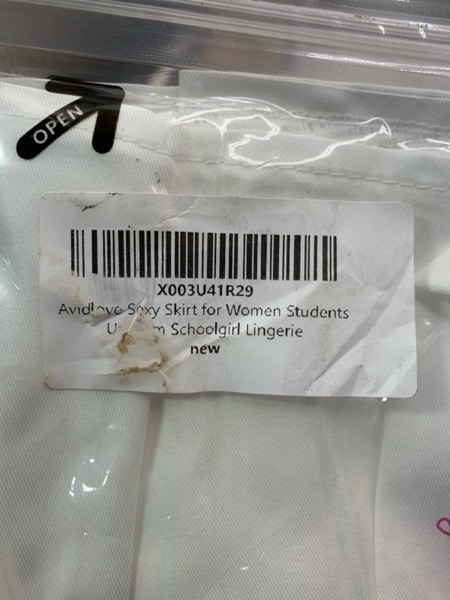 OPEN
X003U41R29
Avidlove Sexy Skirt for Women Students
Schoolgirl Lingerie
new